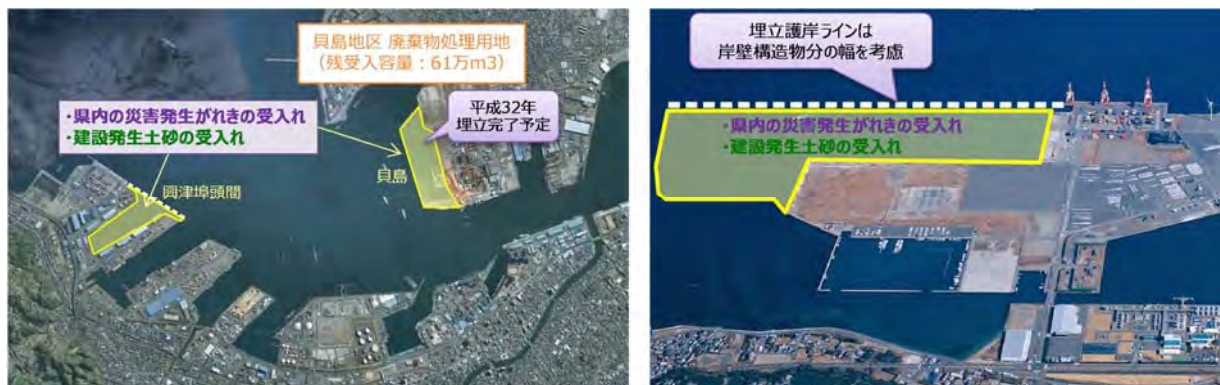 貝島地区 廃棄物処理用地
（残受入容量：61万m3）
・県内の災害発生がれきの受入れ
・建設発生土砂の受入れ
平成32年
埋立完了予定
貝島
興津埠頭間
埋立護岸ラインは
岸壁構造物分の幅を考慮
・県内の災害発生がれきの受入れ
・建設発生土砂の受入れ